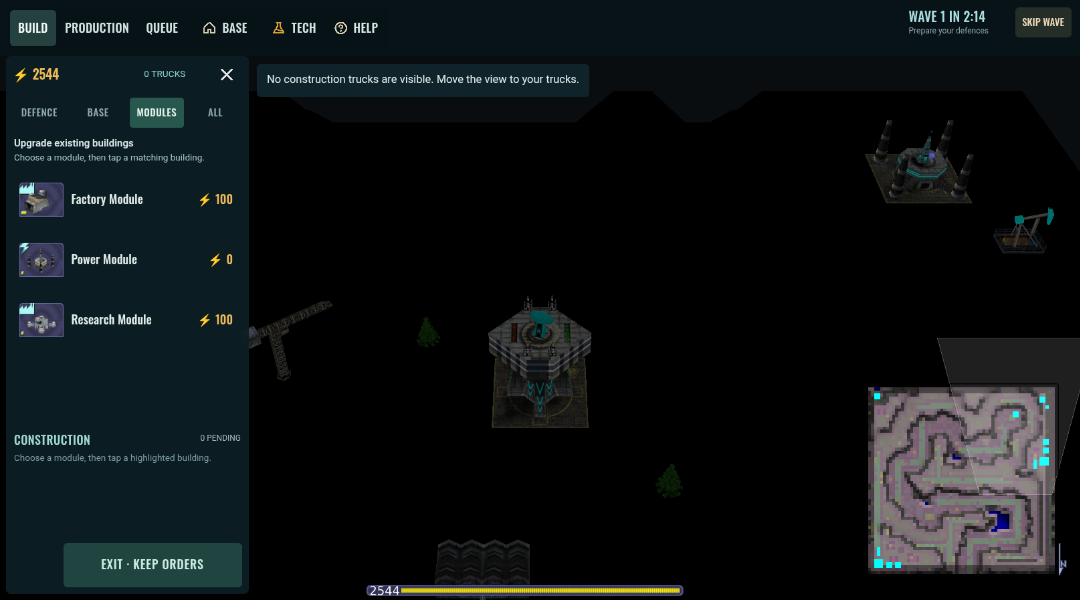 BUILD
PRODUCTION
QUEUE
BASE
TECH
HELP
WAVE 1 IN 2:14
Prepare your defences
SKIP WAVE
2544
0 TRUCKS
No construction trucks are visible. Move the view to your trucks.
DEFENCE
BASE
MODULES
ALL
Upgrade existing buildings
Choose a module, then tap a matching building.
Factory Module
100
Power Module
0
Research Module
100
CONSTRUCTION
0 PENDING
Choose a module, then tap a highlighted building.
EXIT · KEEP ORDERS
2544
N